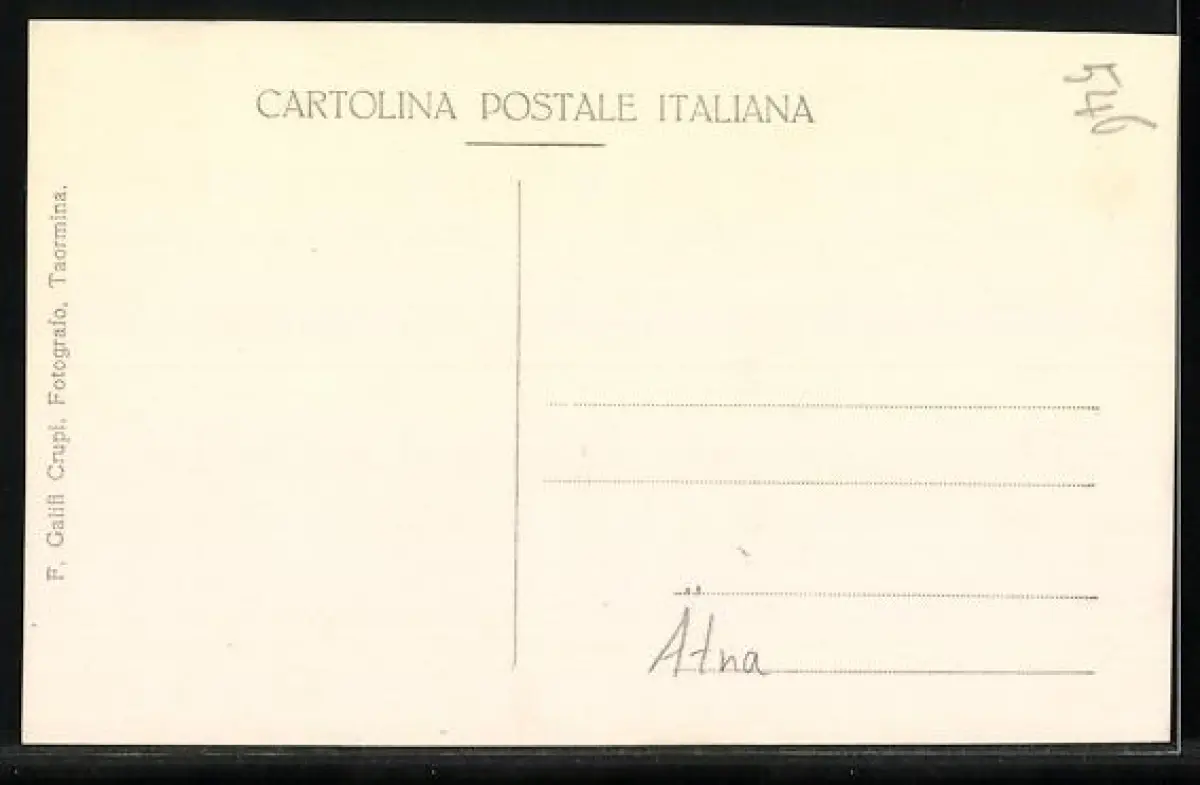 CARTOLINA POSTALE ITALIANA
546
F. Galifi Crupi. Fotografo. Taormina.
Atna